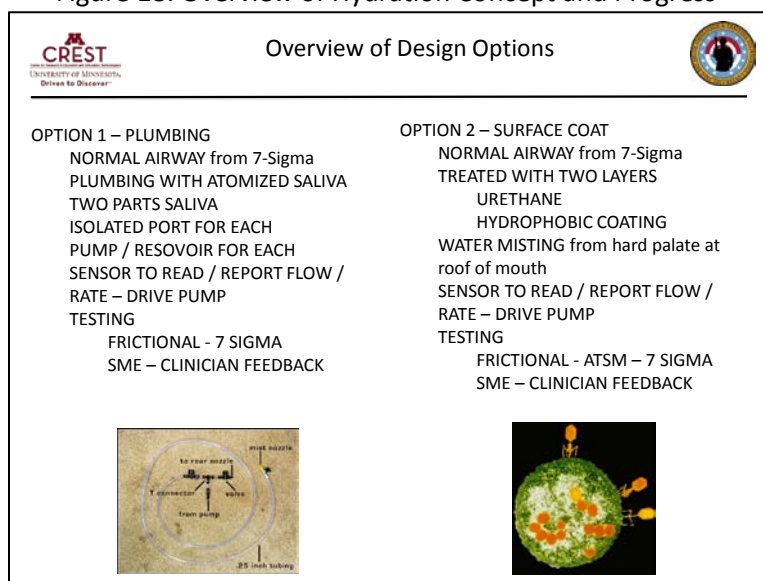 Figure 23: Overview of Hydration Concept and Progress
CREST
UNIVERSITY OF MINNESOTA
Driven to Discover℠
Overview of Design Options
OPTION 1 – PLUMBING
NORMAL AIRWAY from 7-Sigma
PLUMBING WITH ATOMIZED SALIVA
TWO PARTS SALIVA
ISOLATED PORT FOR EACH
PUMP / RESOVOIR FOR EACH
SENSOR TO READ / REPORT FLOW /
RATE – DRIVE PUMP
TESTING
FRICTIONAL - 7 SIGMA
SME – CLINICIAN FEEDBACK
OPTION 2 – SURFACE COAT
NORMAL AIRWAY from 7-Sigma
TREATED WITH TWO LAYERS
URETHANE
HYDROPHOBIC COATING
WATER MISTING from hard palate at
roof of mouth
SENSOR TO READ / REPORT FLOW /
RATE – DRIVE PUMP
TESTING
FRICTIONAL - ATSM – 7 SIGMA
SME – CLINICIAN FEEDBACK
mist nozzle
to rear nozzle
T connector
valve
from pump
.25 inch tubing